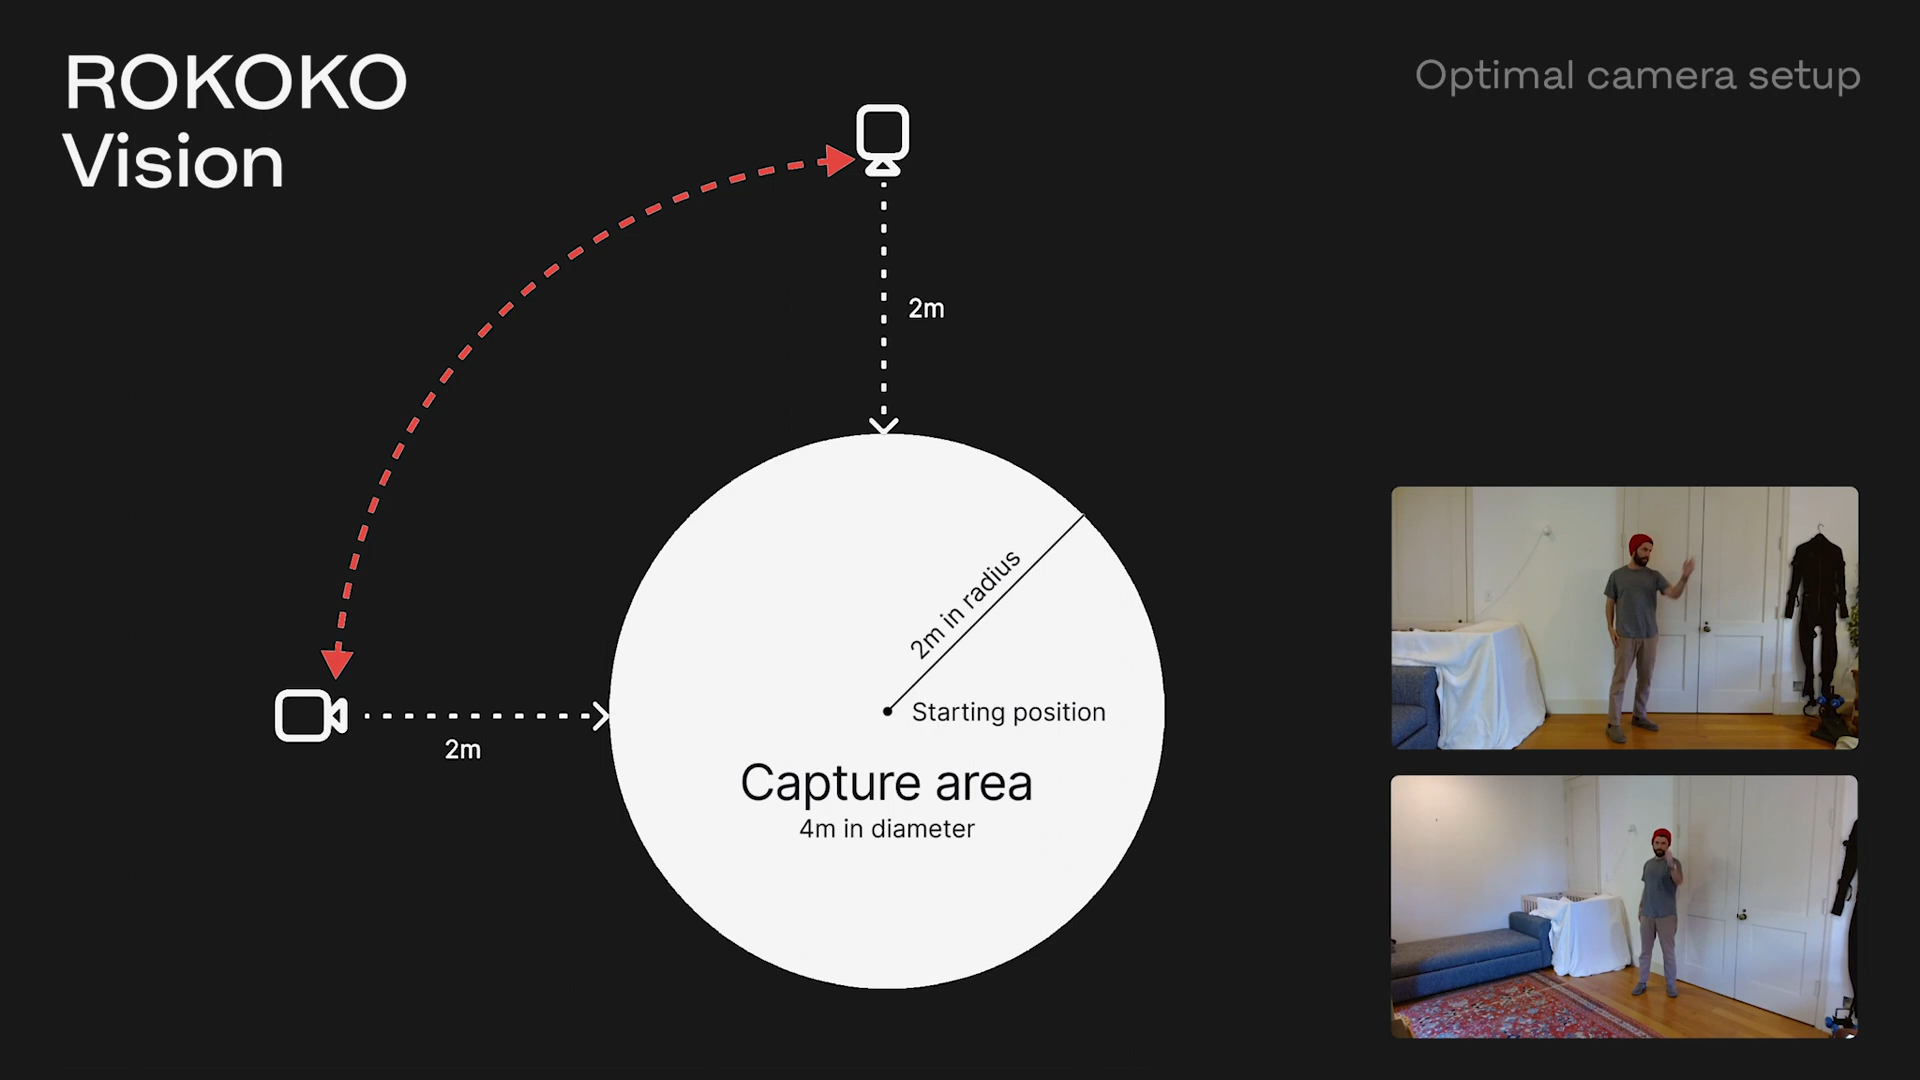 ROKOKO
Vision
Optimal camera setup
2m
2m in radius
Starting position
2m
Capture area
4m in diameter